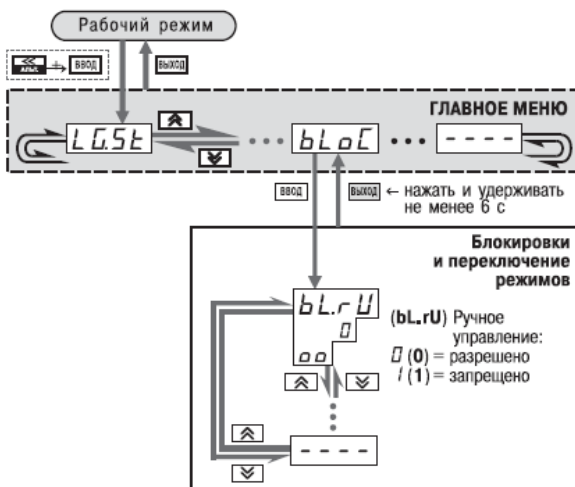 Рабочий режим
<<
+
ВВОД
ВЫХОД
ГЛАВНОЕ МЕНЮ
LG.St
bLoC
----
ВВОД
ВЫХОД ← нажать и удерживать
не менее 6 с
Блокировки
и переключение
режимов
bL.rU
0
oo
(bL.rU) Ручное
управление:
0 (0) = разрешено
1 (1) = запрещено
----